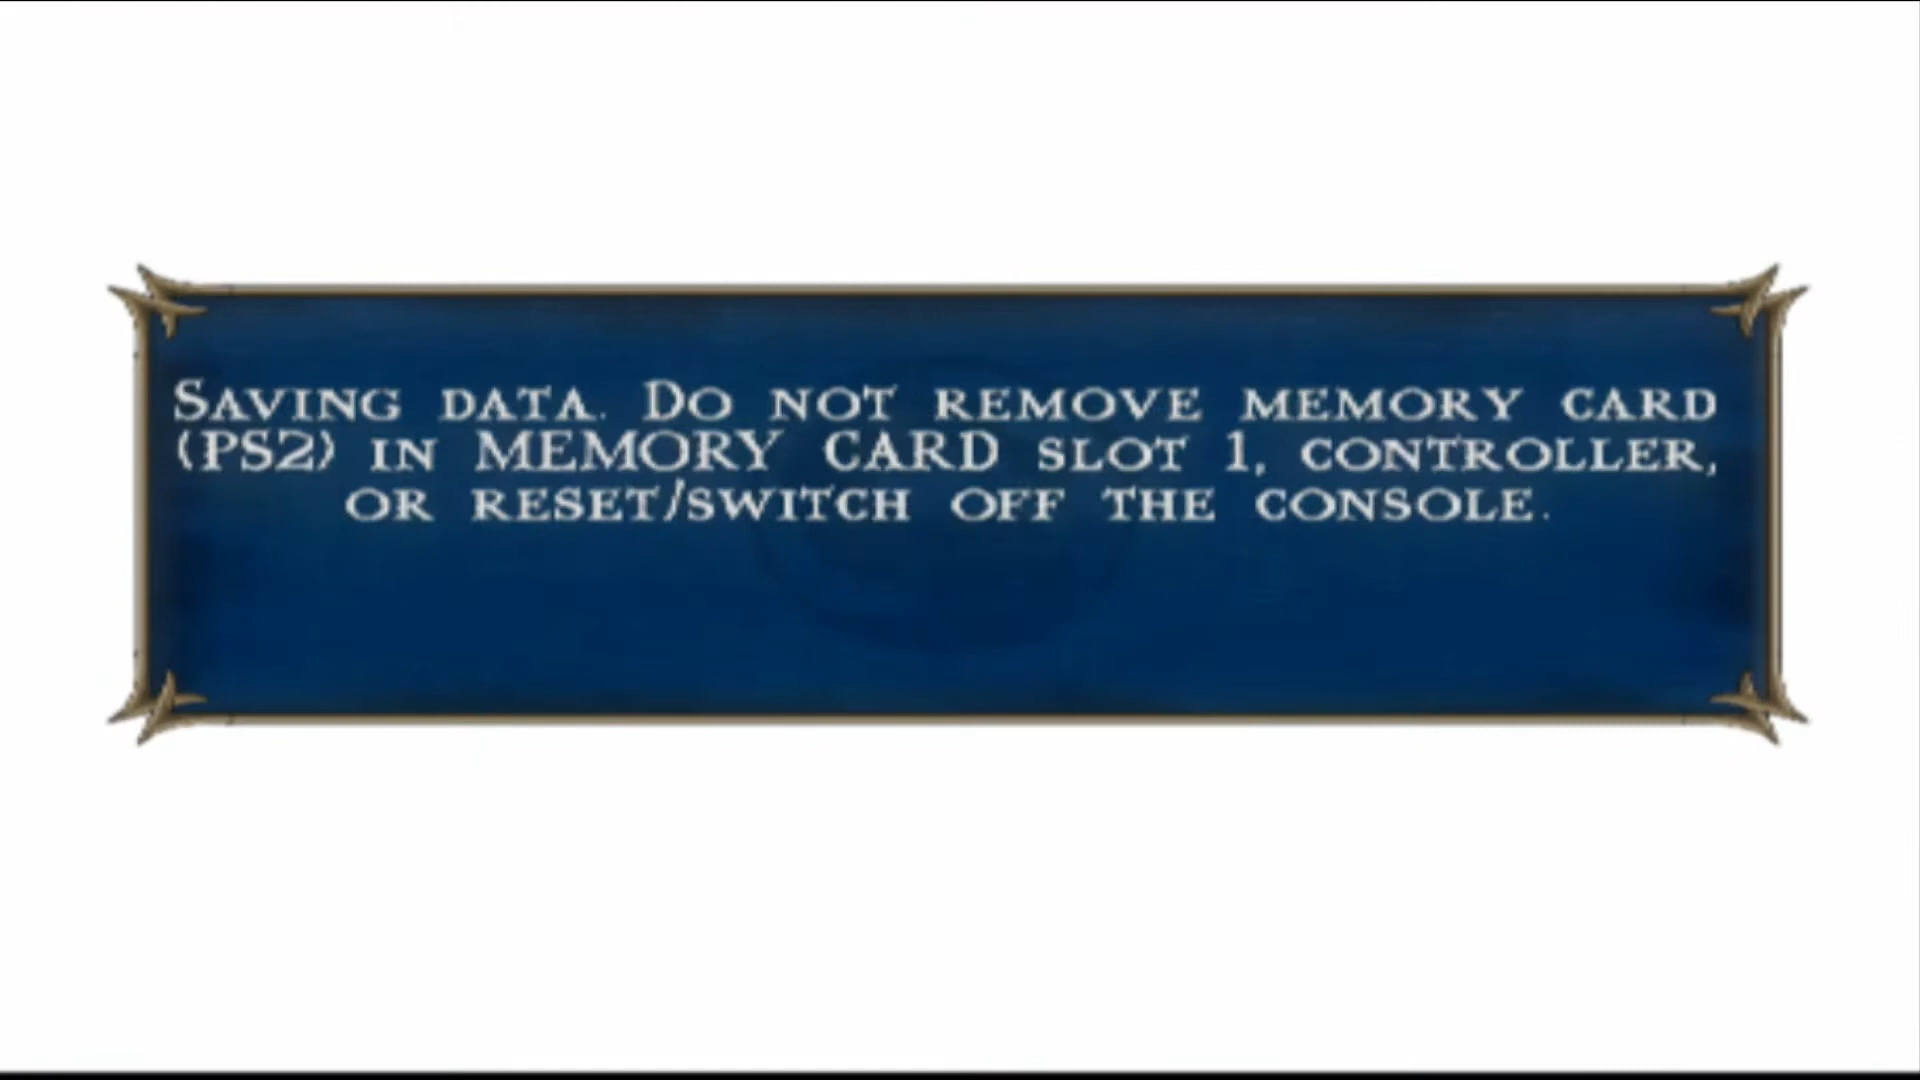 Saving data. Do not remove memory card
(PS2) in MEMORY CARD slot 1, controller,
or reset/switch off the console.